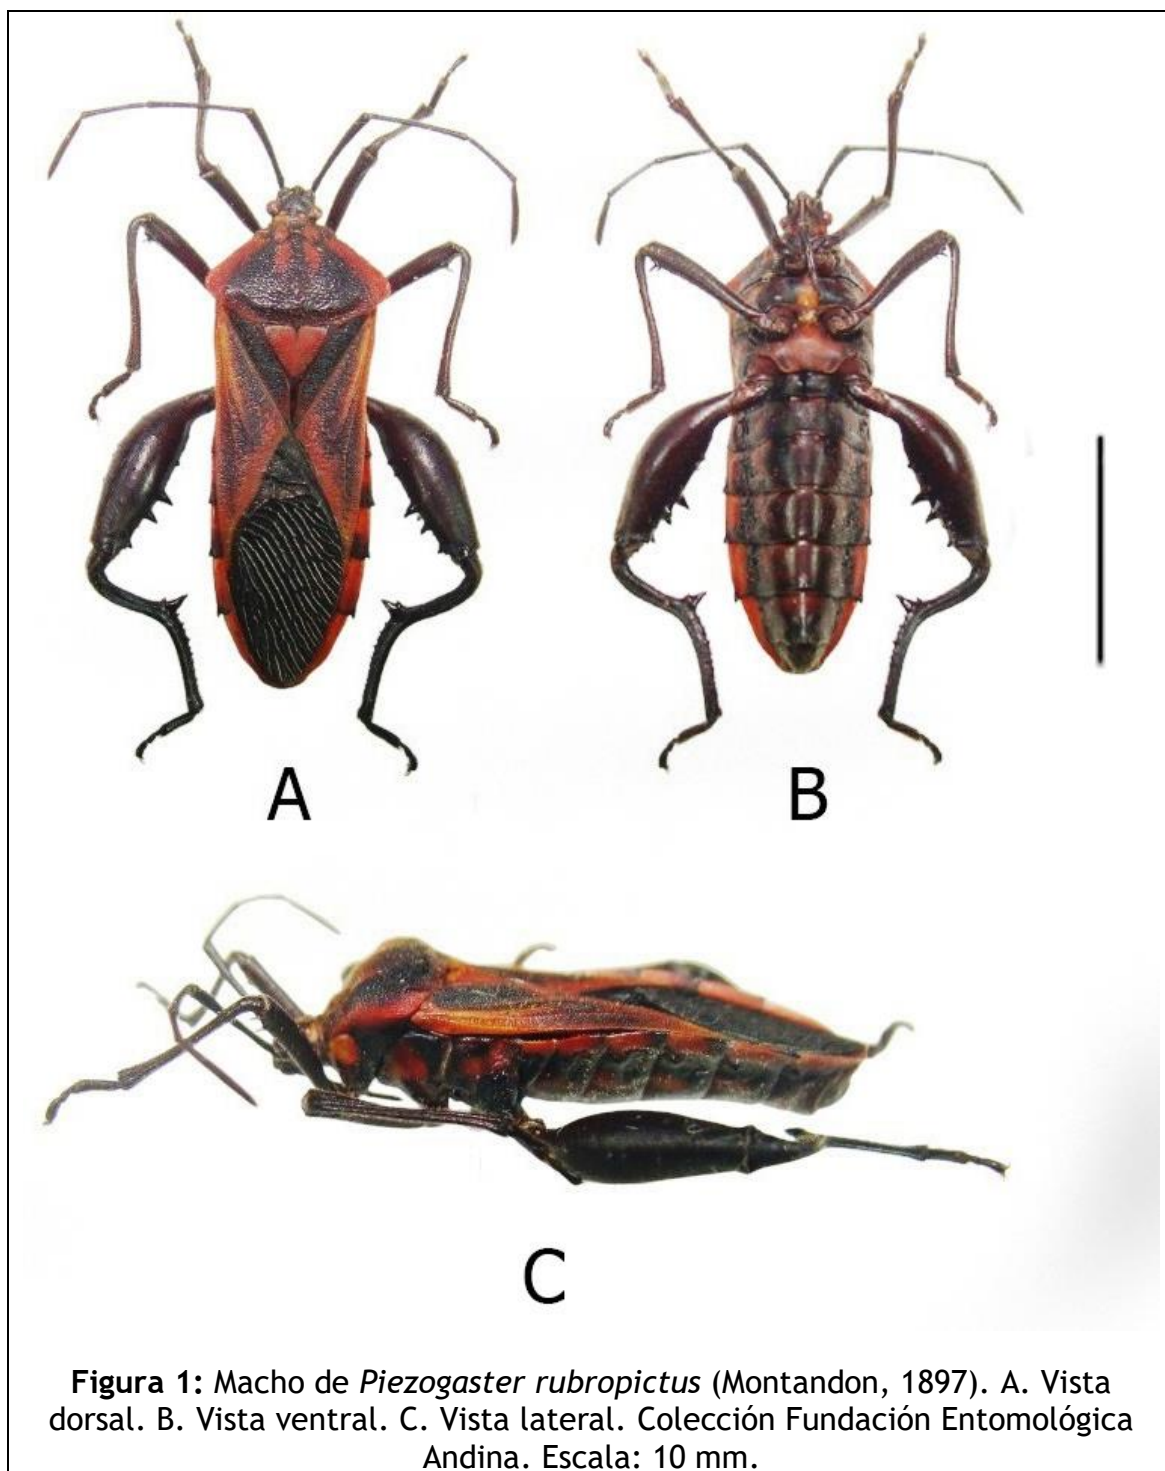 A
B
C
Figura 1: Macho de Piezogaster rubropictus (Montandon, 1897). A. Vista
dorsal. B. Vista ventral. C. Vista lateral. Colección Fundación Entomológica
Andina. Escala: 10 mm.